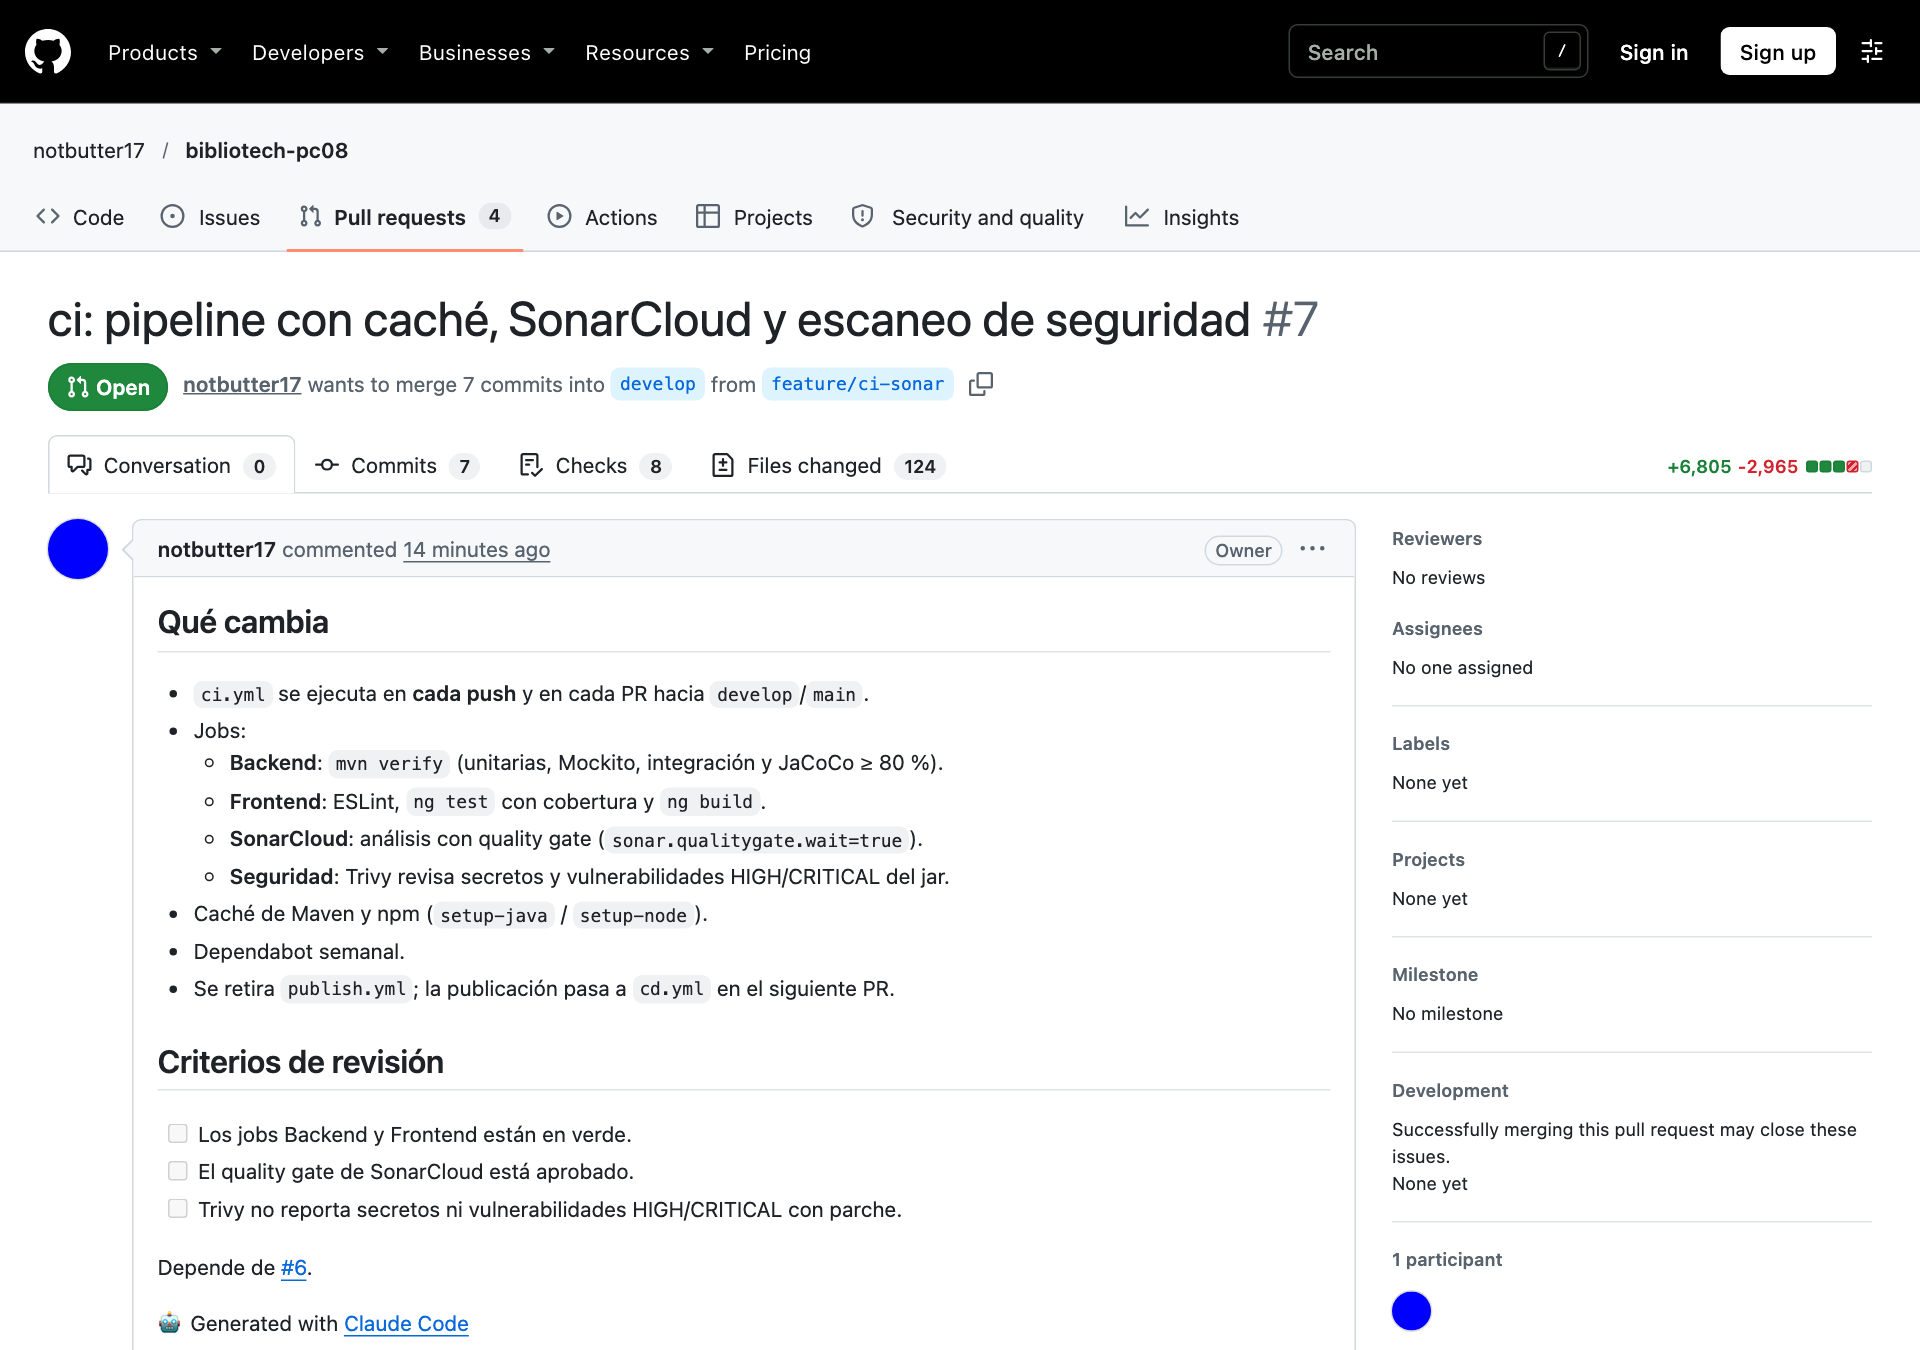 Products Developers Businesses Resources Pricing Search / Sign in Sign up
notbutter17 / bibliotech-pc08
Code Issues Pull requests 4 Actions Projects Security and quality Insights
ci: pipeline con caché, SonarCloud y escaneo de seguridad #7
Open notbutter17 wants to merge 7 commits into develop from feature/ci-sonar
Conversation 0 Commits 7 Checks 8 Files changed 124 +6,805 -2,965
notbutter17 commented 14 minutes ago Owner
Qué cambia
ci.yml se ejecuta en cada push y en cada PR hacia develop/main.
Jobs:
Backend: mvn verify (unitarias, Mockito, integración y JaCoCo ≥ 80 %).
Frontend: ESLint, ng test con cobertura y ng build.
SonarCloud: análisis con quality gate (sonar.qualitygate.wait=true).
Seguridad: Trivy revisa secretos y vulnerabilidades HIGH/CRITICAL del jar.
Caché de Maven y npm (setup-java / setup-node).
Dependabot semanal.
Se retira publish.yml; la publicación pasa a cd.yml en el siguiente PR.
Criterios de revisión
Los jobs Backend y Frontend están en verde.
El quality gate de SonarCloud está aprobado.
Trivy no reporta secretos ni vulnerabilidades HIGH/CRITICAL con parche.
Depende de #6.
🤖 Generated with Claude Code
Reviewers
No reviews
Assignees
No one assigned
Labels
None yet
Projects
None yet
Milestone
No milestone
Development
Successfully merging this pull request may close these
issues.
None yet
1 participant